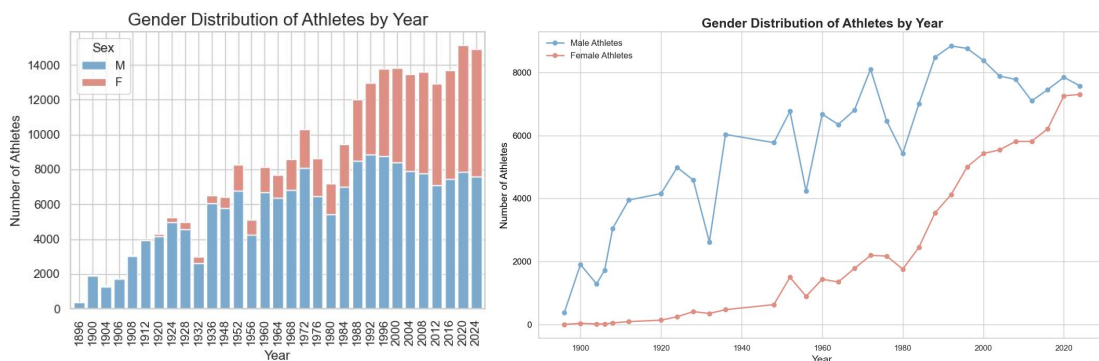 Gender Distribution of Athletes by Year
Sex
M
F
14000
12000
10000
8000
6000
4000
2000
0
Number of Athletes
1896 1900 1904 1906 1908 1912 1920 1924 1928 1932 1936 1948 1952 1956 1960 1964 1968 1972 1976 1980 1984 1988 1992 1996 2000 2004 2008 2012 2016 2020 2024
Year
Gender Distribution of Athletes by Year
Male Athletes
Female Athletes
8000
6000
4000
2000
0
Number of Athletes
1900 1920 1940 1960 1980 2000 2020
Year